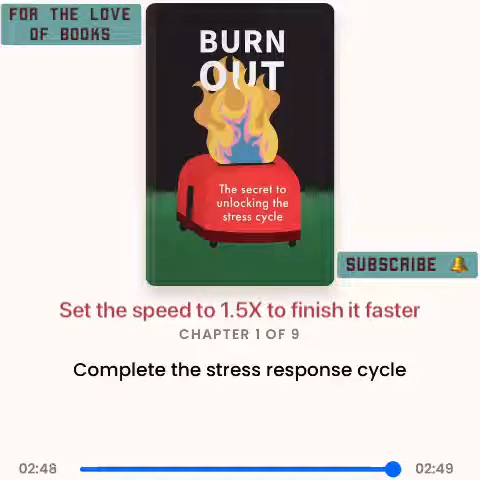 FOR THE LOVE
OF BOOKS
BURN
OUT
The secret to
unlocking the
stress cycle
SUBSCRIBE
Set the speed to 1.5X to finish it faster
CHAPTER 1 OF 9
Complete the stress response cycle
02:48
02:49